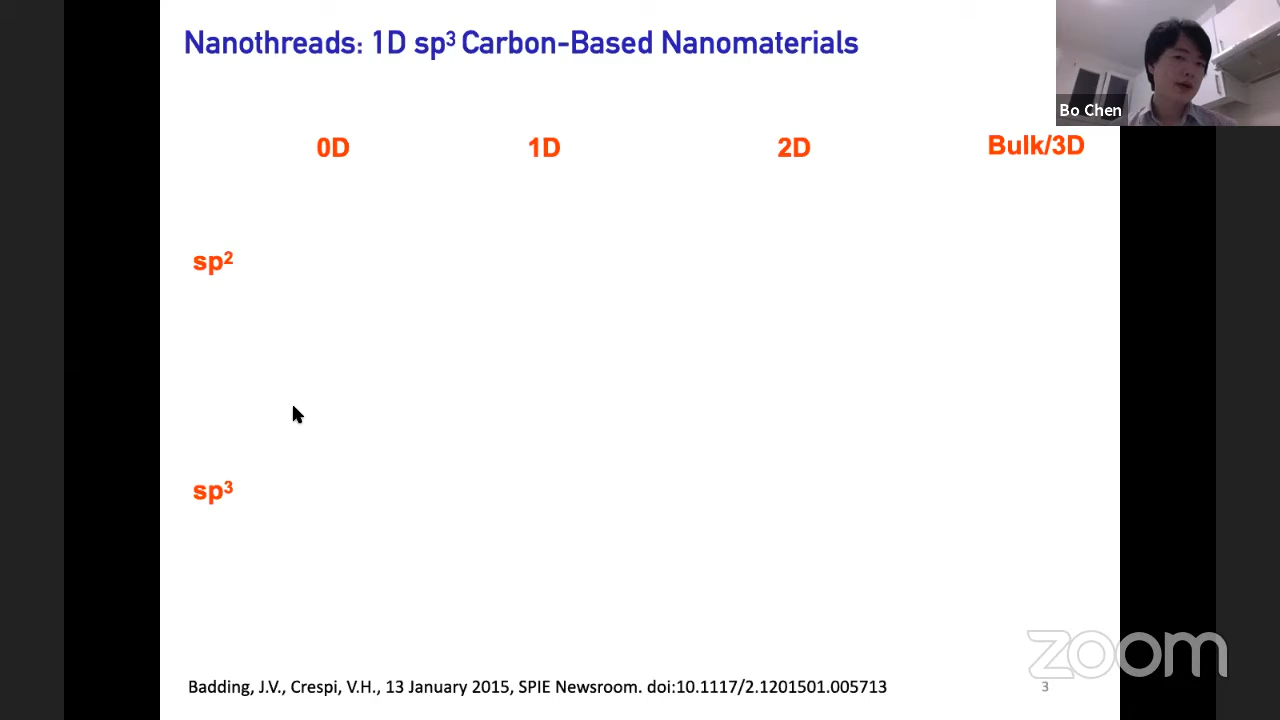 Nanothreads: 1D sp³ Carbon-Based Nanomaterials
Bo Chen
0D 1D 2D Bulk/3D
sp²
sp³
zoom
Badding, J.V., Crespi, V.H., 13 January 2015, SPIE Newsroom. doi:10.1117/2.1201501.005713
3